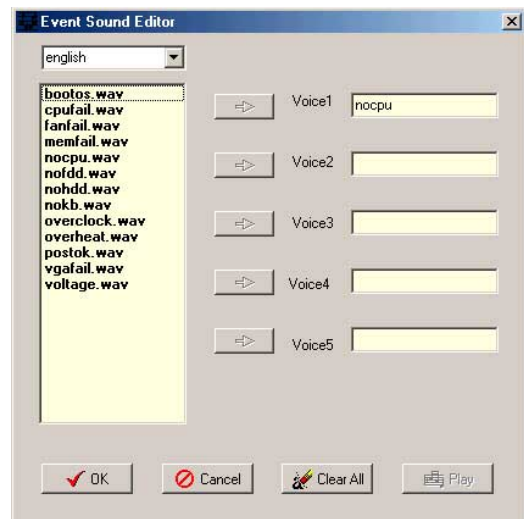 Event Sound Editor
english
bootos.wav
cpufail.wav
fanfail.wav
memfail.wav
nocpu.wav
nofdd.wav
nohdd.wav
nokb.wav
overclock.wav
overheat.wav
postok.wav
vgafail.wav
voltage.wav
Voice1
nocpu
Voice2
Voice3
Voice4
Voice5
OK
Cancel
Clear All
Play